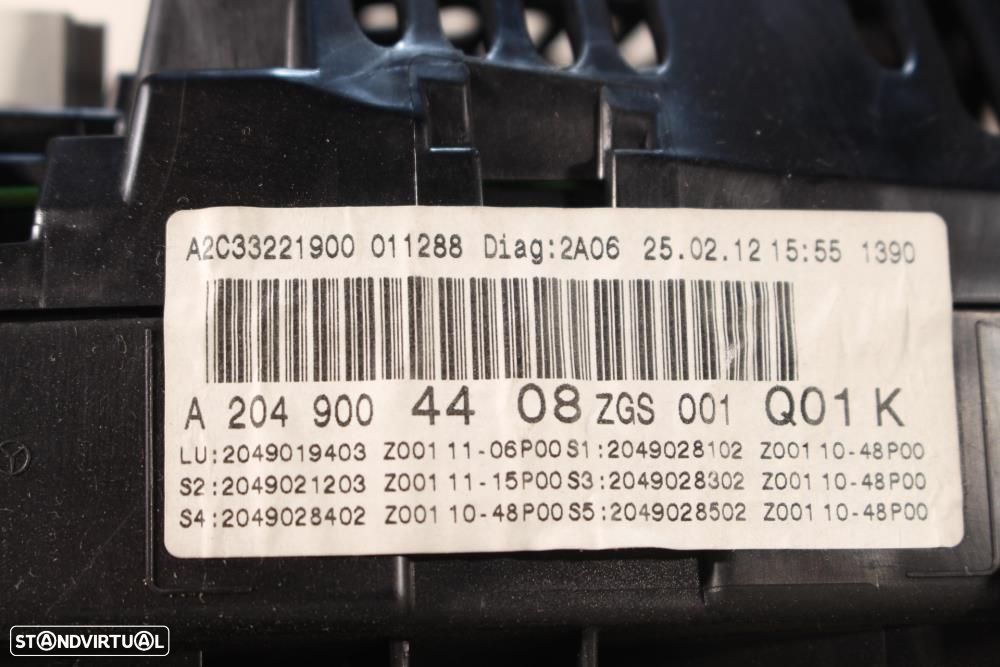 A2C33221900 011288 Diag:2A06 25.02.12 15:55 1390
A 204 900 44 08 ZGS 001 Q01 K
LU:2049019403 Z001 11-06P00 S1:2049028102 Z001 10-48P00
S2:2049021203 Z001 11-15P00 S3:2049028302 Z001 10-48P00
S4:2049028402 Z001 10-48P00 S5:2049028502 Z001 10-48P00
STANDVIRTUAL